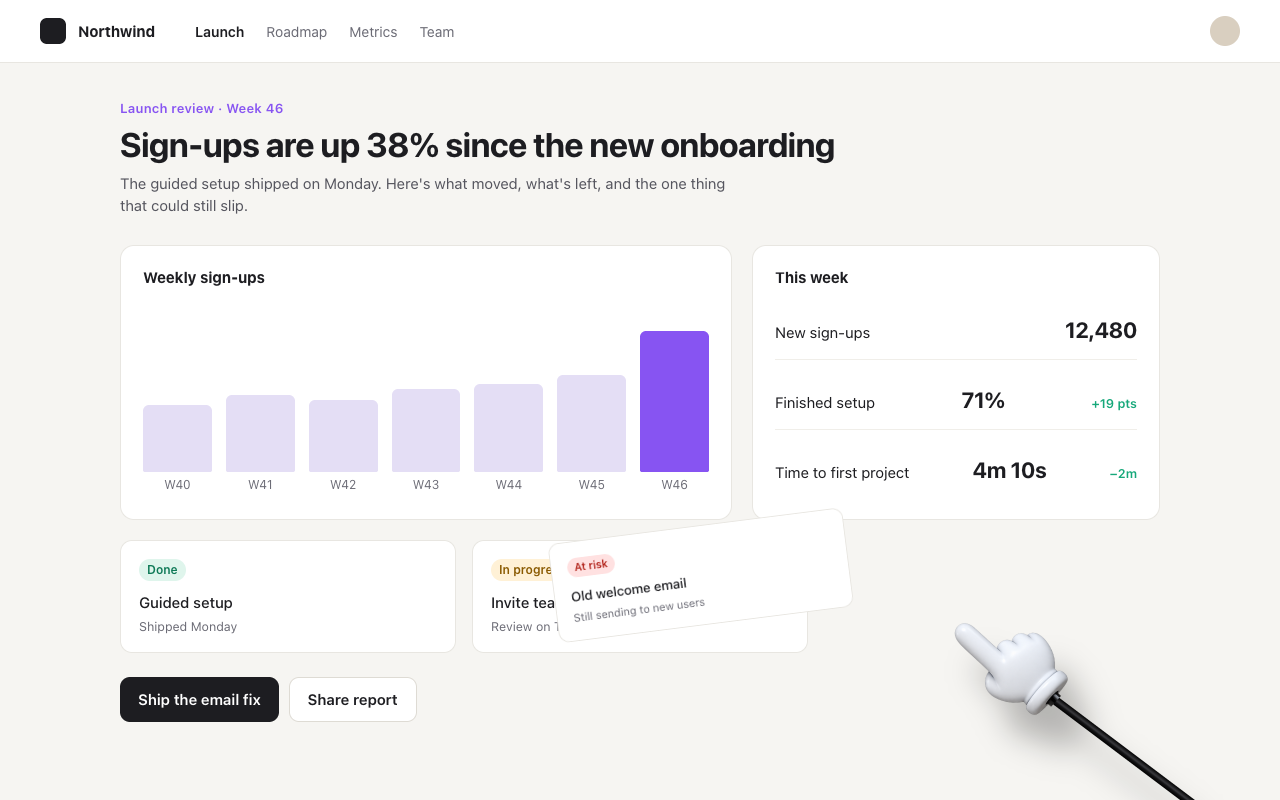 Northwind
Launch
Roadmap
Metrics
Team
Launch review · Week 46
Sign-ups are up 38% since the new onboarding
The guided setup shipped on Monday. Here's what moved, what's left, and the one thing
that could still slip.
Weekly sign-ups
W40
W41
W42
W43
W44
W45
W46
This week
New sign-ups
12,480
Finished setup
71%
+19 pts
Time to first project
4m 10s
−2m
Done
Guided setup
Shipped Monday
In
Invite
Review on
At risk
Old welcome email
Still sending to new users
Ship the email fix
Share report